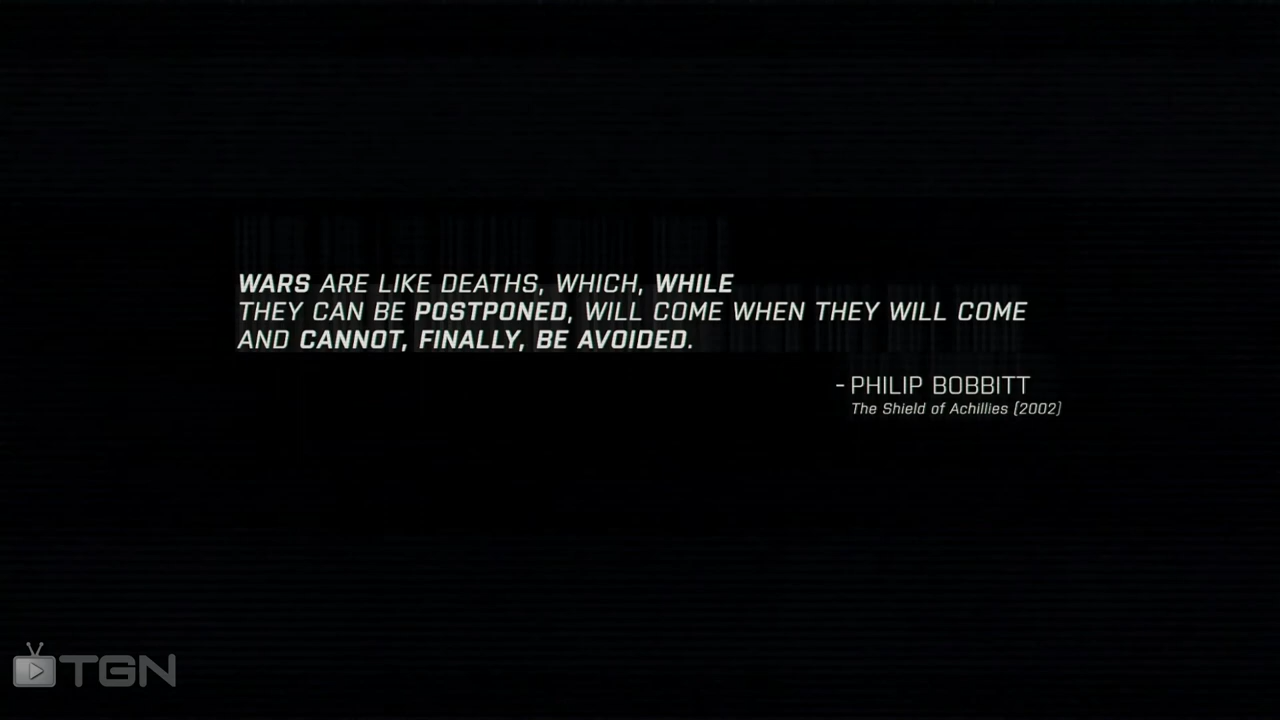 WARS ARE LIKE DEATHS, WHICH, WHILE
THEY CAN BE POSTPONED, WILL COME WHEN THEY WILL COME
AND CANNOT, FINALLY, BE AVOIDED.
- PHILIP BOBBITT
The Shield of Achillies (2002)
TGN